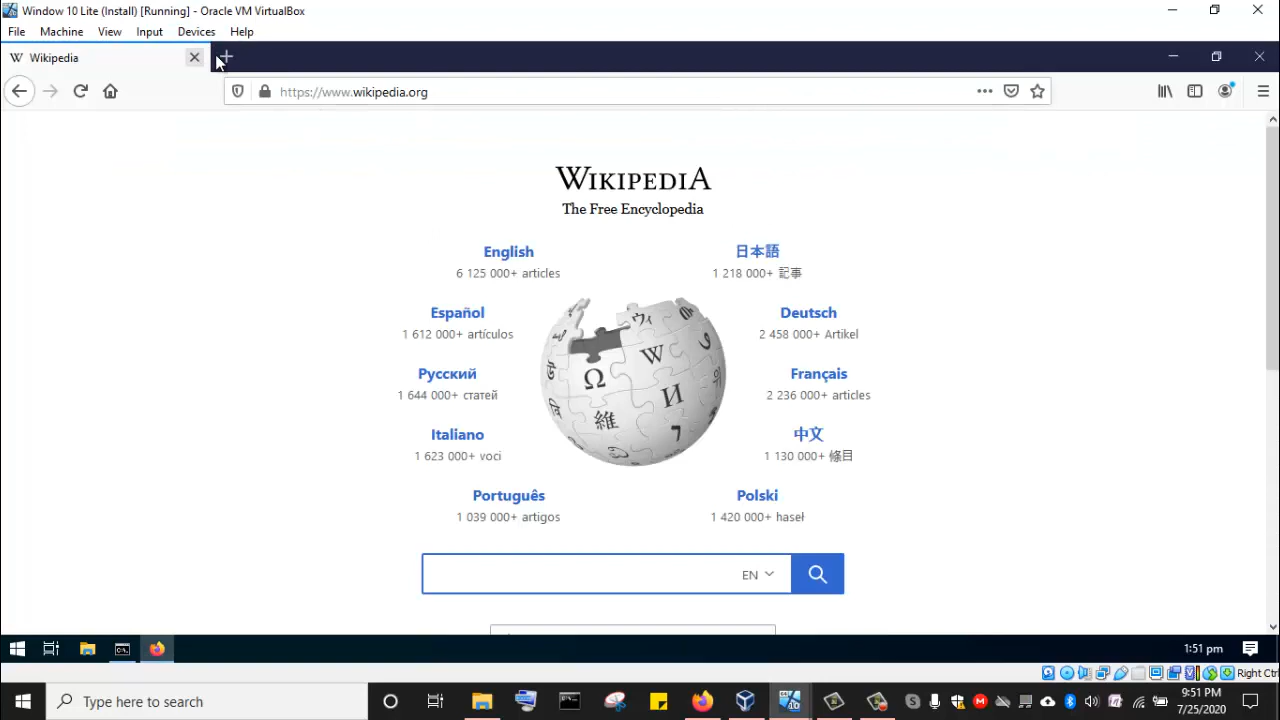 Window 10 Lite (Install) [Running] - Oracle VM VirtualBox
File Machine View Input Devices Help
W Wikipedia
https://www.wikipedia.org
WIKIPEDIA
The Free Encyclopedia
English
6 125 000+ articles
日本語
1 218 000+ 記事
Español
1 612 000+ artículos
Deutsch
2 458 000+ Artikel
Русский
1 644 000+ статей
Français
2 236 000+ articles
Italiano
1 623 000+ voci
中文
1 130 000+ 條目
Português
1 039 000+ artigos
Polski
1 420 000+ haseł
Ω W И 維 ウィ ר
EN
1:51 pm
Right Ctrl
Type here to search
9:51 PM
7/25/2020